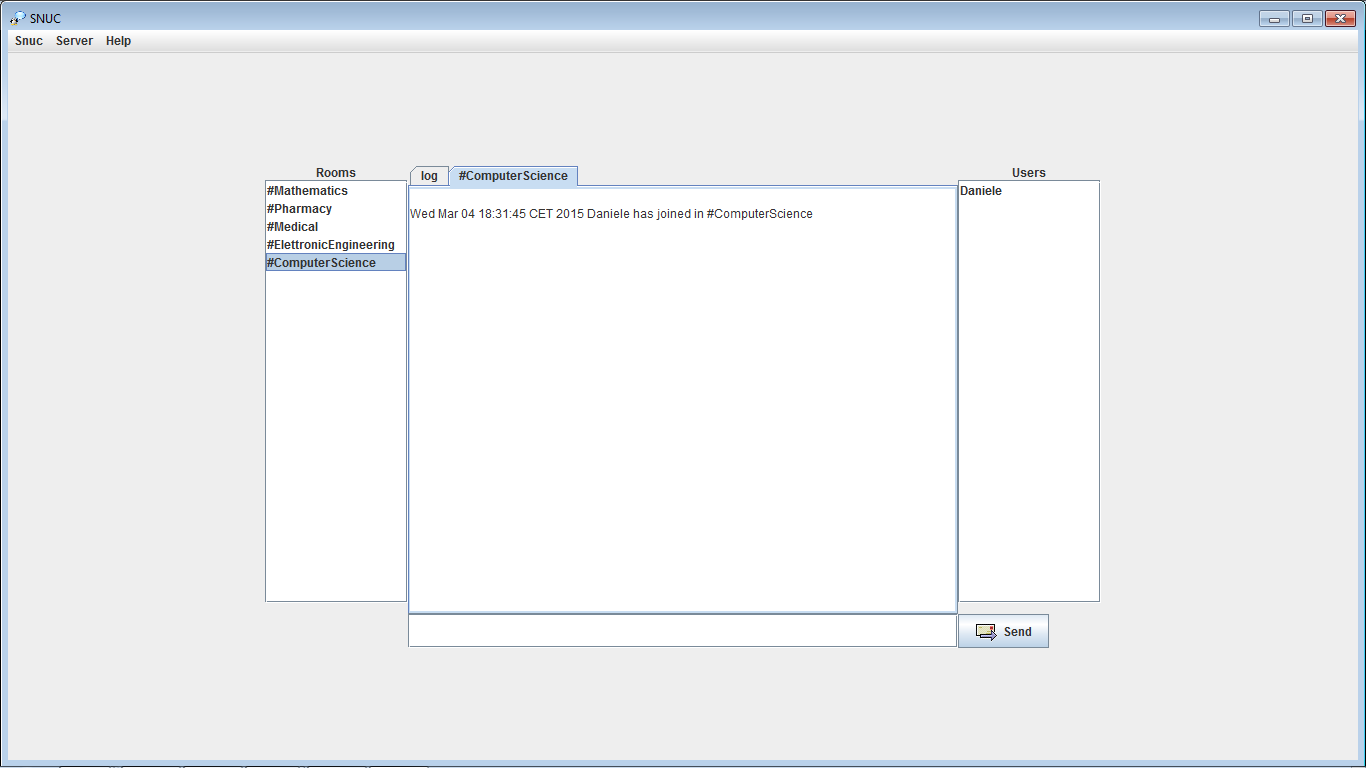 SNUC
Snuc Server Help
Rooms
#Mathematics
#Pharmacy
#Medical
#ElettronicEngineering
#ComputerScience
log #ComputerScience
Wed Mar 04 18:31:45 CET 2015 Daniele has joined in #ComputerScience
Users
Daniele
Send